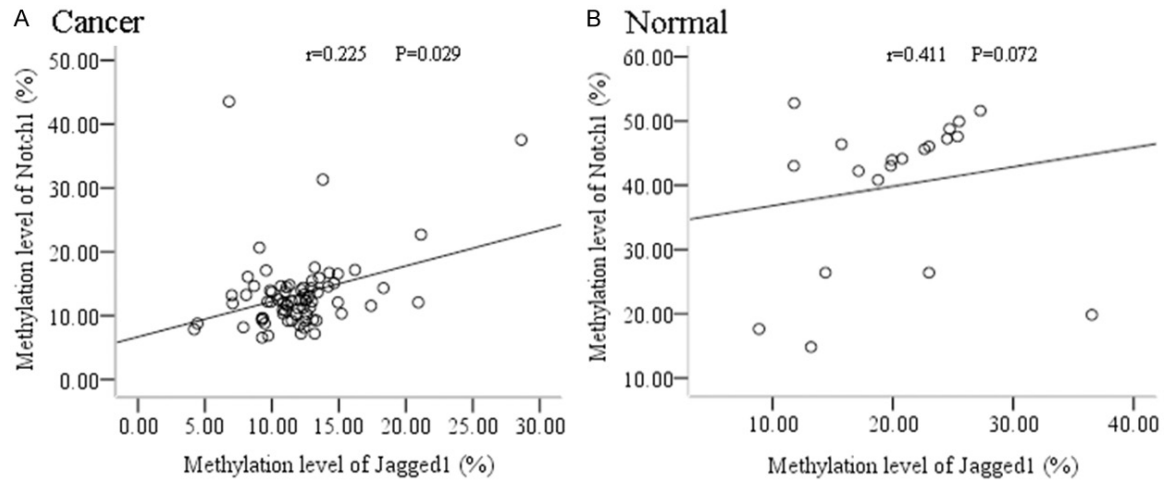 A Cancer
r=0.225 P=0.029
Methylation level of Notch1 (%)
50.00
40.00
30.00
20.00
10.00
0.00
0.00 5.00 10.00 15.00 20.00 25.00 30.00
Methylation level of Jagged1 (%)
B Normal
r=0.411 P=0.072
Methylation level of Notch1 (%)
60.00
50.00
40.00
30.00
20.00
10.00
10.00 20.00 30.00 40.00
Methylation level of Jagged1 (%)